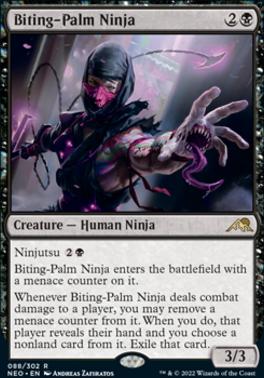 Biting-Palm Ninja 2
Creature — Human Ninja
Ninjutsu 2
Biting-Palm Ninja enters the battlefield with
a menace counter on it.
Whenever Biting-Palm Ninja deals combat
damage to a player, you may remove a
menace counter from it. When you do, that
player reveals their hand and you choose a
nonland card from it. Exile that card.
3/3
088/302 R
NEO • EN ANDREAS ZAFIRATOS
™ & © 2022 Wizards of the Coast